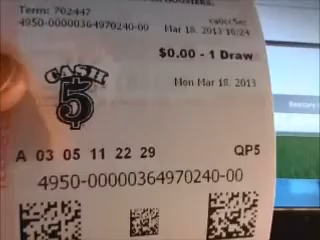 Term: 702447
4950-00000364970240-00
Mar 18. 2013 16:24
$0.00 - 1 Draw
CASH
5
Mon Mar 18. 2013
A 03 05 11 22 29 QP5
4950-00000364970240-00